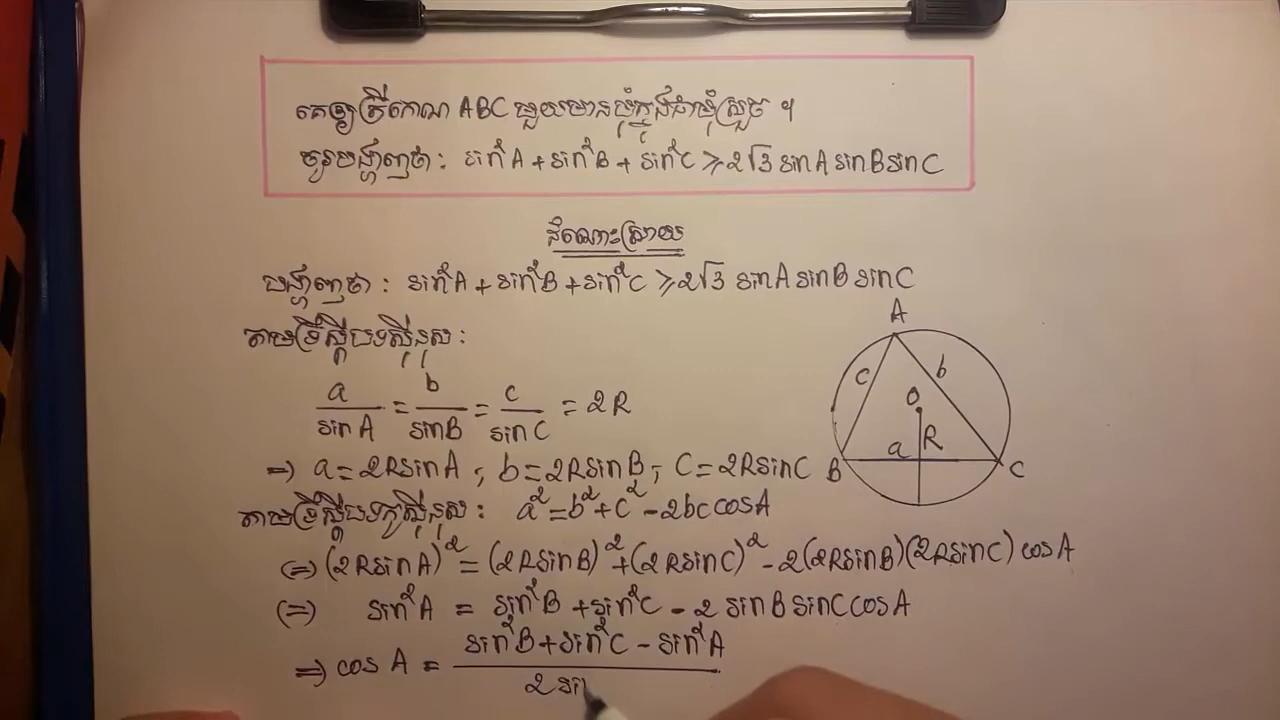 គេឲ្យត្រីកោណ ABC មួយមានមុំក្នុងជាមុំស្រួច ។
ចូរបង្ហាញថា : sin²A + sin²B + sin²C ⩾ 2√3 sinA sinB sinC
ដំណោះស្រាយ
បង្ហាញថា : sin²A + sin²B + sin²C ⩾ 2√3 sinA sinB sinC
តាមទ្រឹស្តីបទស៊ីនុស :
a/sinA = b/sinB = c/sinC = 2R
=> a = 2RsinA , b = 2RsinB , c = 2RsinC
តាមទ្រឹស្តីបទកូស៊ីនុស : a² = b² + c² - 2bc cosA
(=) (2RsinA)² = (2RsinB)² + (2RsinC)² - 2(2RsinB)(2RsinC) cosA
(=) sin²A = sin²B + sin²C - 2 sinB sinC cosA
=> cos A = sin²B + sin²C - sin²A
2 si
A
c b
O
a R
B C